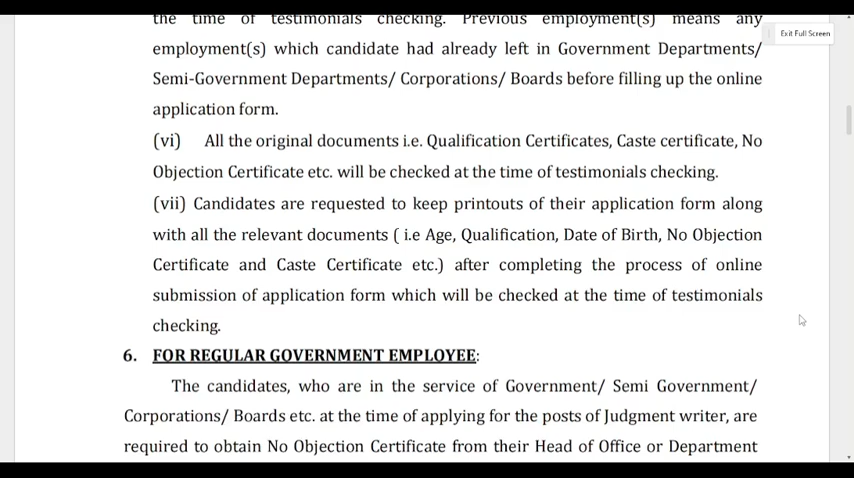 the time of testimonials checking. Previous employment(s) means any
Exit Full Screen
employment(s) which candidate had already left in Government Departments/
Semi-Government Departments/ Corporations/ Boards before filling up the online
application form.
(vi) All the original documents i.e. Qualification Certificates, Caste certificate, No
Objection Certificate etc. will be checked at the time of testimonials checking.
(vii) Candidates are requested to keep printouts of their application form along
with all the relevant documents ( i.e Age, Qualification, Date of Birth, No Objection
Certificate and Caste Certificate etc.) after completing the process of online
submission of application form which will be checked at the time of testimonials
checking.
6. FOR REGULAR GOVERNMENT EMPLOYEE:
The candidates, who are in the service of Government/ Semi Government/
Corporations/ Boards etc. at the time of applying for the posts of Judgment writer, are
required to obtain No Objection Certificate from their Head of Office or Department